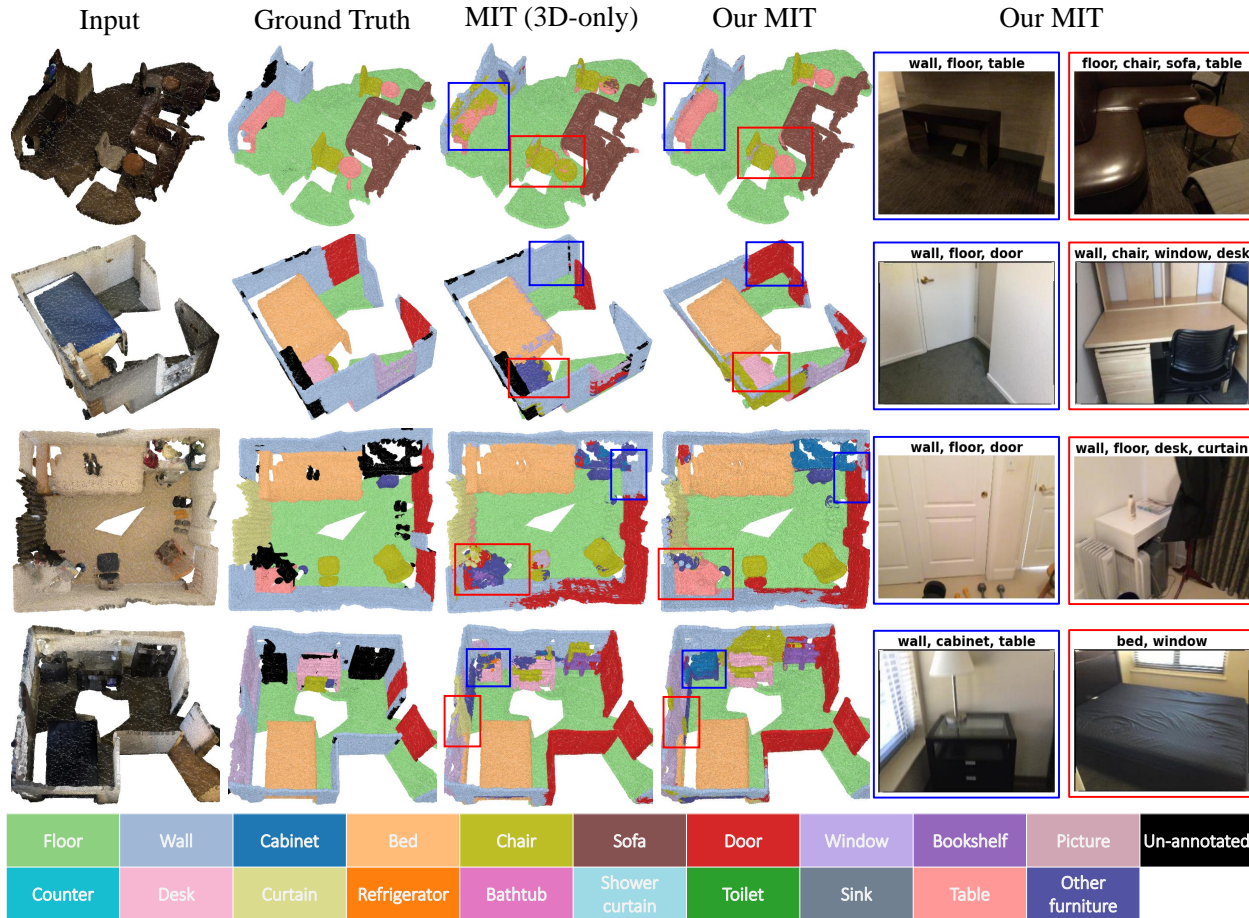 Input Ground Truth MIT (3D-only) Our MIT Our MIT
wall, floor, table floor, chair, sofa, table
wall, floor, door wall, chair, window, desk
wall, floor, door wall, floor, desk, curtain
wall, cabinet, table bed, window
Floor Wall Cabinet Bed Chair Sofa Door Window Bookshelf Picture Un-annotated
Counter Desk Curtain Refrigerator Bathtub Shower curtain Toilet Sink Table Other furniture